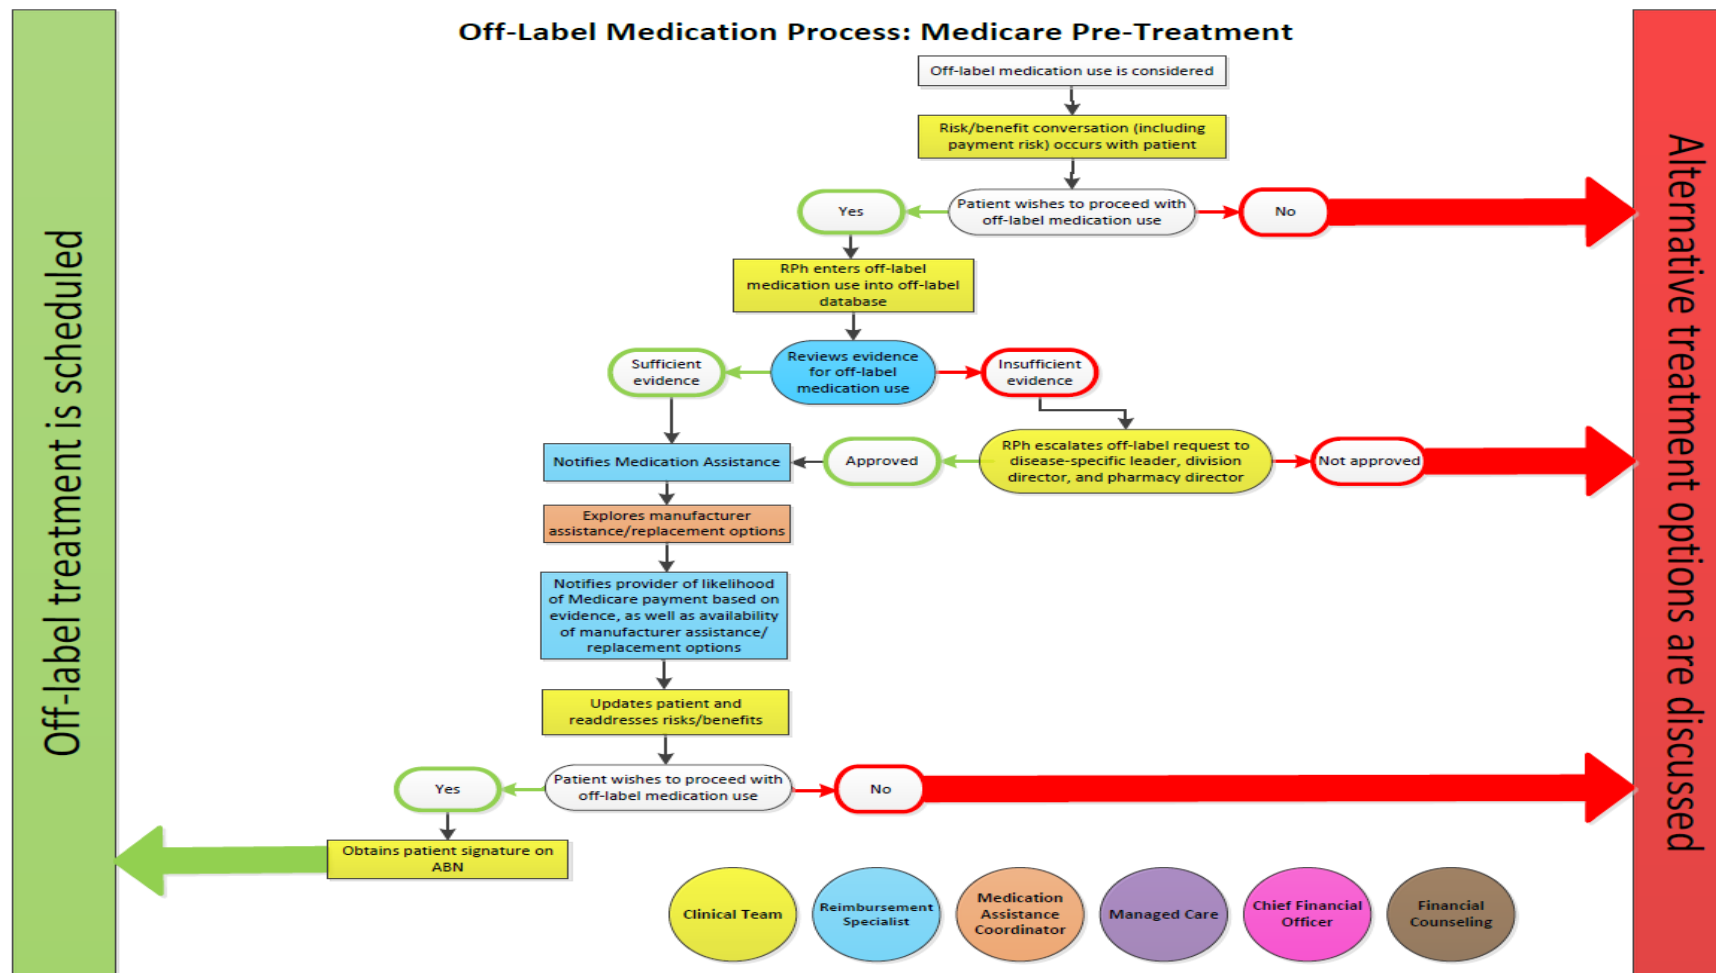 Off-Label Medication Process: Medicare Pre-Treatment
Off-label medication use is considered
Risk/benefit conversation (including
payment risk) occurs with patient
Yes
Patient wishes to proceed with
off-label medication use
No
RPh enters off-label
medication use into off-label
database
Sufficient
evidence
Reviews evidence
for off-label
medication use
Insufficient
evidence
Notifies Medication Assistance
Approved
RPh escalates off-label request to
disease-specific leader, division
director, and pharmacy director
Not approved
Explores manufacturer
assistance/replacement options
Notifies provider of likelihood
of Medicare payment based on
evidence, as well as availability
of manufacturer assistance/
replacement options
Updates patient and
readdresses risks/benefits
Yes
Patient wishes to proceed with
off-label medication use
No
Obtains patient signature on
ABN
Off-label treatment is scheduled
Alternative treatment options are discussed
Clinical Team
Reimbursement
Specialist
Medication
Assistance
Coordinator
Managed Care
Chief Financial
Officer
Financial
Counseling